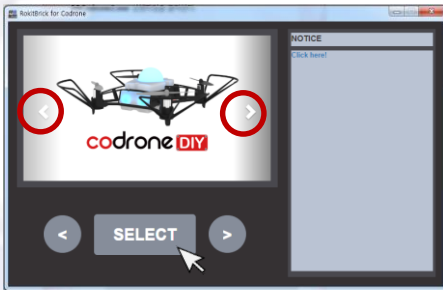 RokitBrick for Codrone
NOTICE
Click here!
codrone DIY
< SELECT >